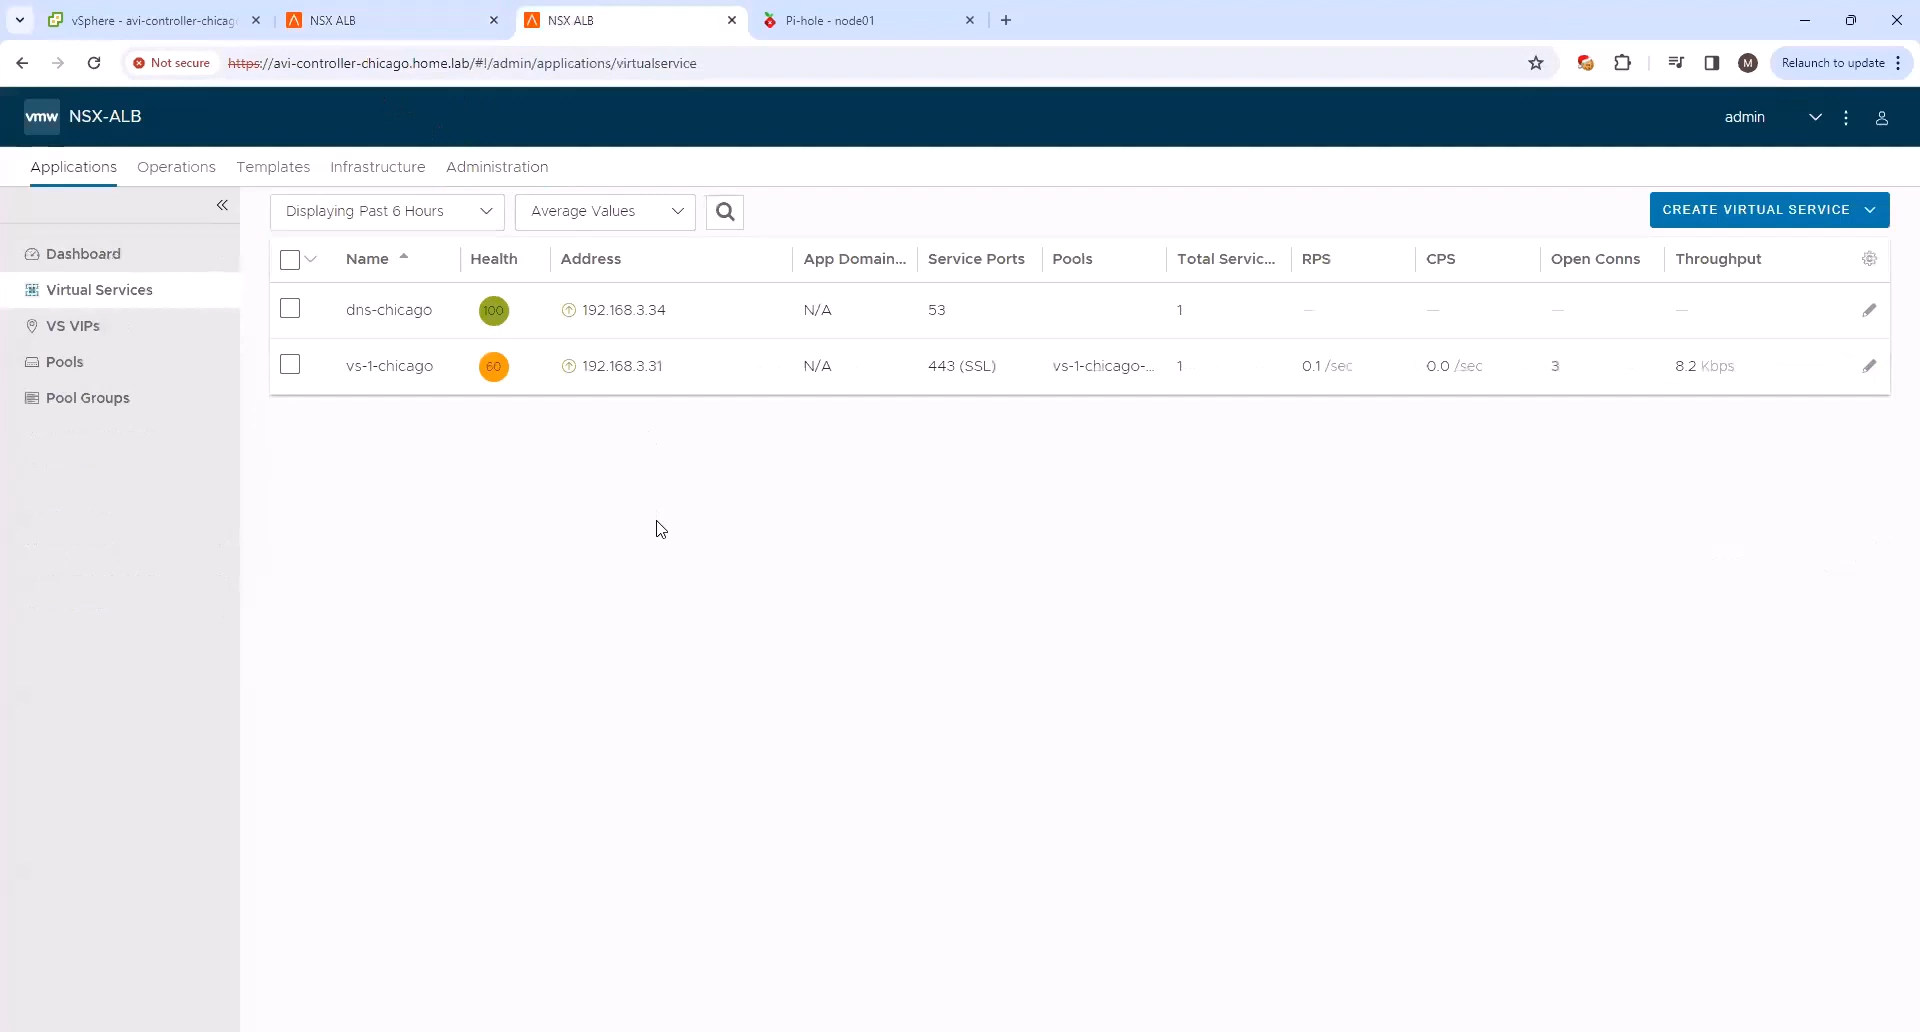 vSphere - avi-controller-chicag
NSX ALB
NSX ALB
Pi-hole - node01
Not secure
https://avi-controller-chicago.home.lab/#!/admin/applications/virtualservice
M
Relaunch to update
vmw NSX-ALB
admin
Applications Operations Templates Infrastructure Administration
Displaying Past 6 Hours
Average Values
CREATE VIRTUAL SERVICE
Dashboard
Virtual Services
VS VIPs
Pools
Pool Groups
Name Health Address App Domain... Service Ports Pools Total Servic... RPS CPS Open Conns Throughput
dns-chicago 100 192.168.3.34 N/A 53 1 — — — —
vs-1-chicago 60 192.168.3.31 N/A 443 (SSL) vs-1-chicago-... 1 0.1 /sec 0.0 /sec 3 8.2 Kbps